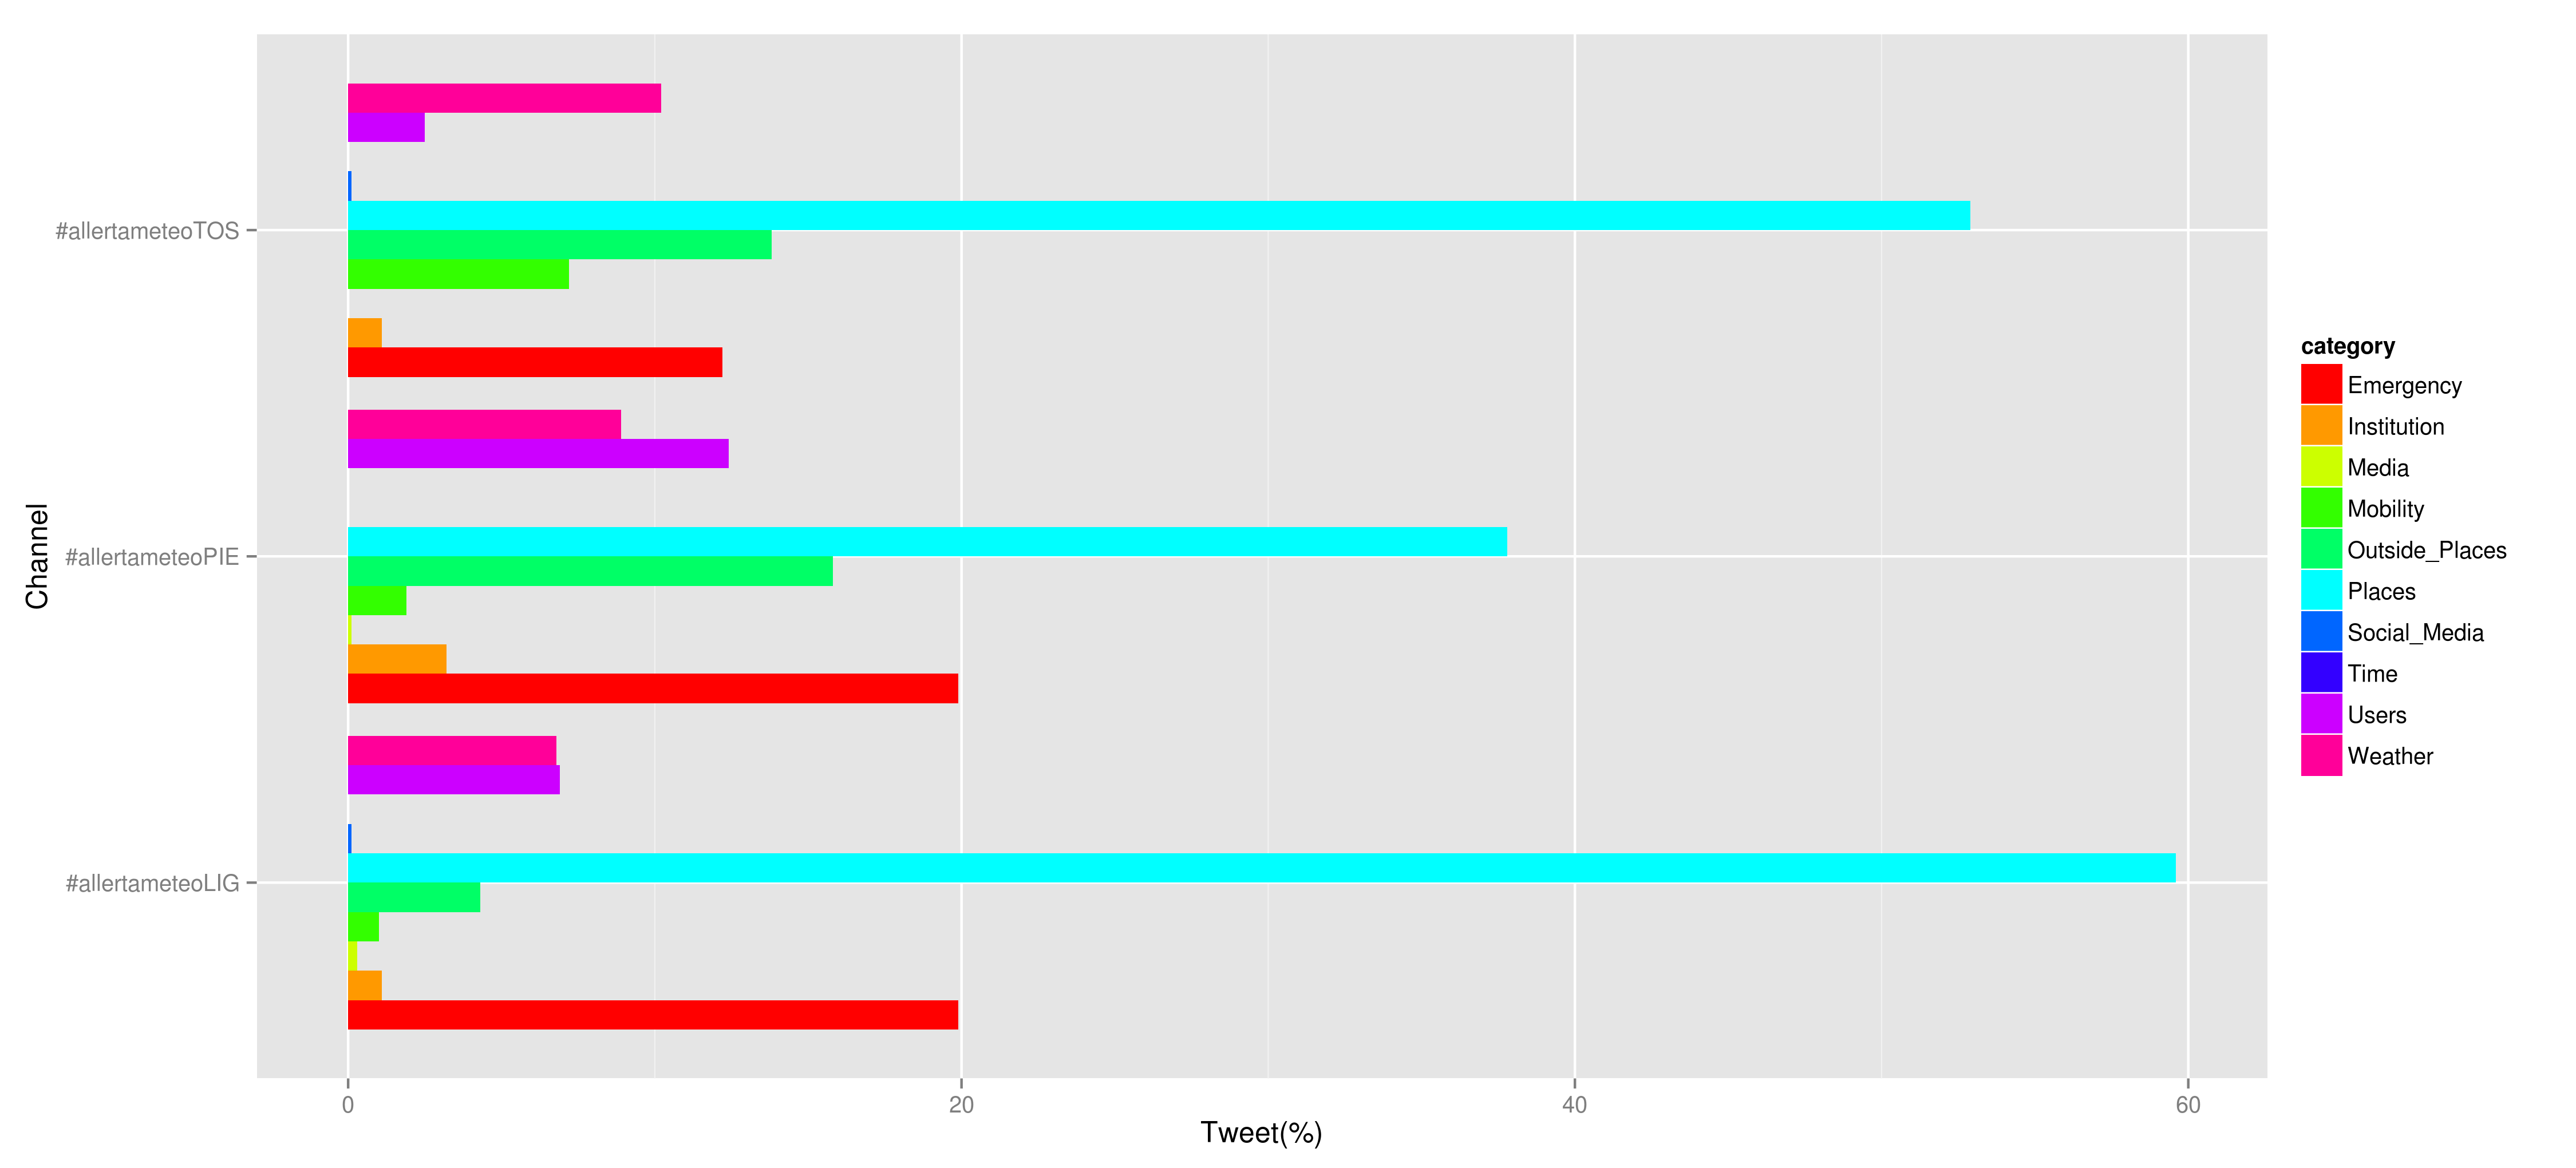 #allertameteoTOS
#allertameteoPIE
#allertameteoLIG
Channel
0
20
40
60
Tweet(%)
category
Emergency
Institution
Media
Mobility
Outside_Places
Places
Social_Media
Time
Users
Weather